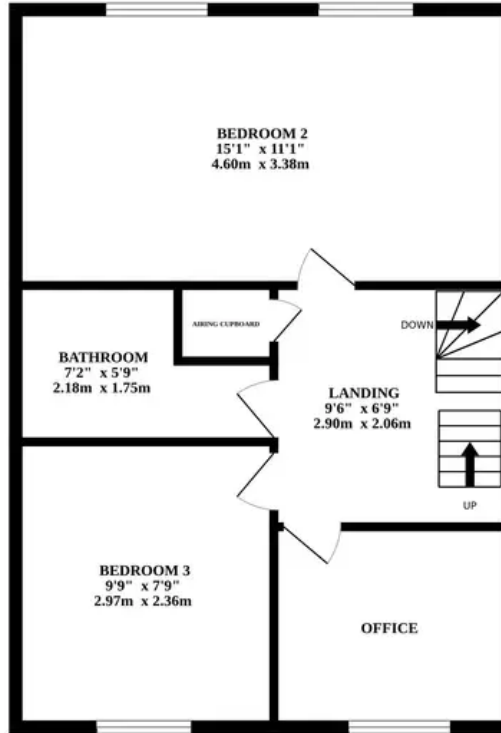 BEDROOM 2
15'1" x 11'1"
4.60m x 3.38m
AIRING CUPBOARD
DOWN
BATHROOM
7'2" x 5'9"
2.18m x 1.75m
LANDING
9'6" x 6'9"
2.90m x 2.06m
UP
BEDROOM 3
9'9" x 7'9"
2.97m x 2.36m
OFFICE